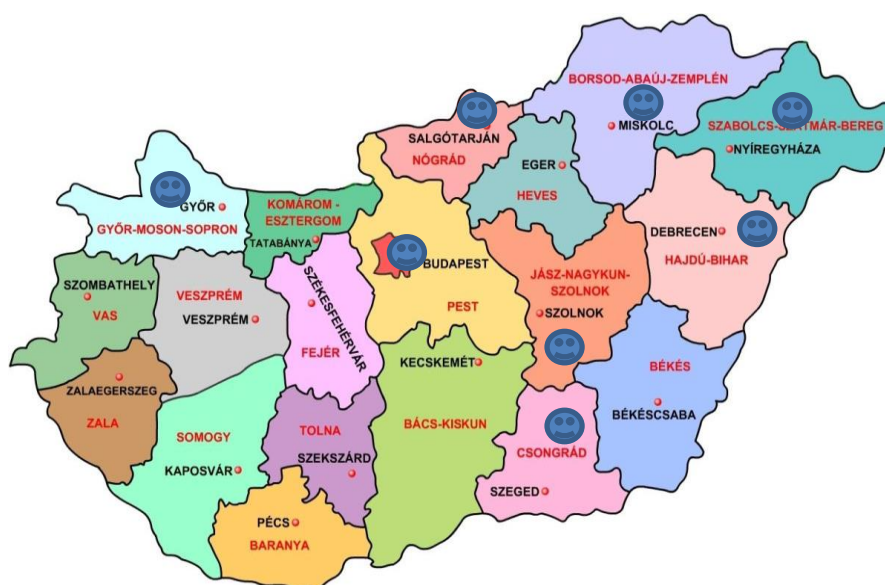 BORSOD-ABAÚJ-ZEMPLÉN
MISKOLC
SZABOLCS-SZATMÁR-BEREG
NYÍREGYHÁZA
SALGÓTARJÁN
NÓGRÁD
EGER
HEVES
GYŐR
GYŐR-MOSON-SOPRON
KOMÁROM -
ESZTERGOM
TATABÁNYA
BUDAPEST
PEST
DEBRECEN
HAJDÚ-BIHAR
JÁSZ-NAGYKUN-
SZOLNOK
SZOLNOK
SZOMBATHELY
VAS
VESZPRÉM
VESZPRÉM
SZÉKESFEHÉRVÁR
FEJÉR
KECSKEMÉT
BÁCS-KISKUN
BÉKÉS
BÉKÉSCSABA
ZALAEGERSZEG
ZALA
SOMOGY
KAPOSVÁR
TOLNA
SZEKSZÁRD
CSONGRÁD
SZEGED
PÉCS
BARANYA